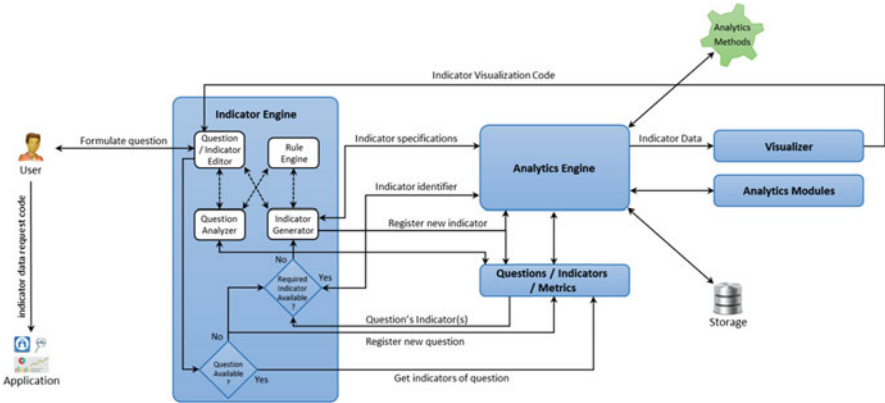 Analytics
Methods
Indicator Visualization Code
Indicator Engine
Formulate question
Question
/ Indicator
Editor
Rule
Engine
Indicator specifications
Analytics Engine
Indicator Data
Visualizer
User
Indicator identifier
Analytics Modules
Question
Analyzer
Indicator
Generator
Register new indicator
indicator data request code
No
Required
Indicator
Available
?
Yes
Questions / Indicators
/ Metrics
Storage
Question's Indicator(s)
No
Register new question
Question
Available
?
Yes
Get indicators of question
Application